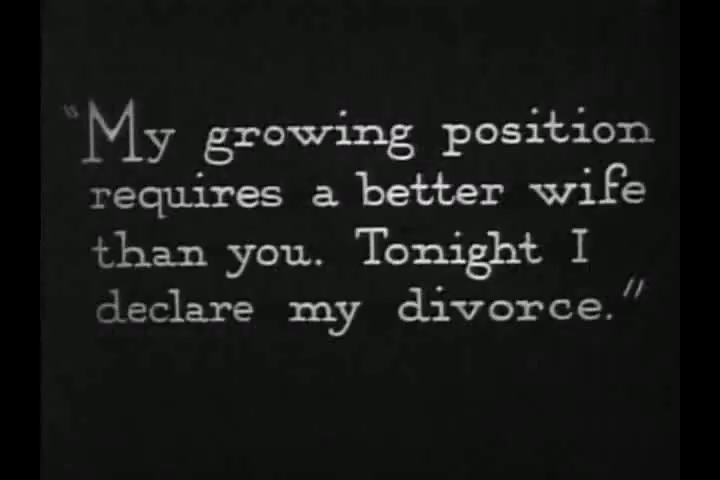 "My growing position
requires a better wife
than you. Tonight I
declare my divorce."